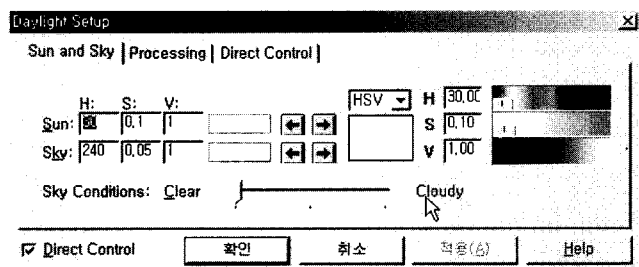 Daylight Setup
Sun and Sky Processing Direct Control
H: S: V: HSV H 30,00
Sun: 0,1 1 S 0,10
Sky: 240 0,05 1 V 1,00
Sky Conditions: Clear Cloudy
Direct Control 확인 취소 적용(A) Help